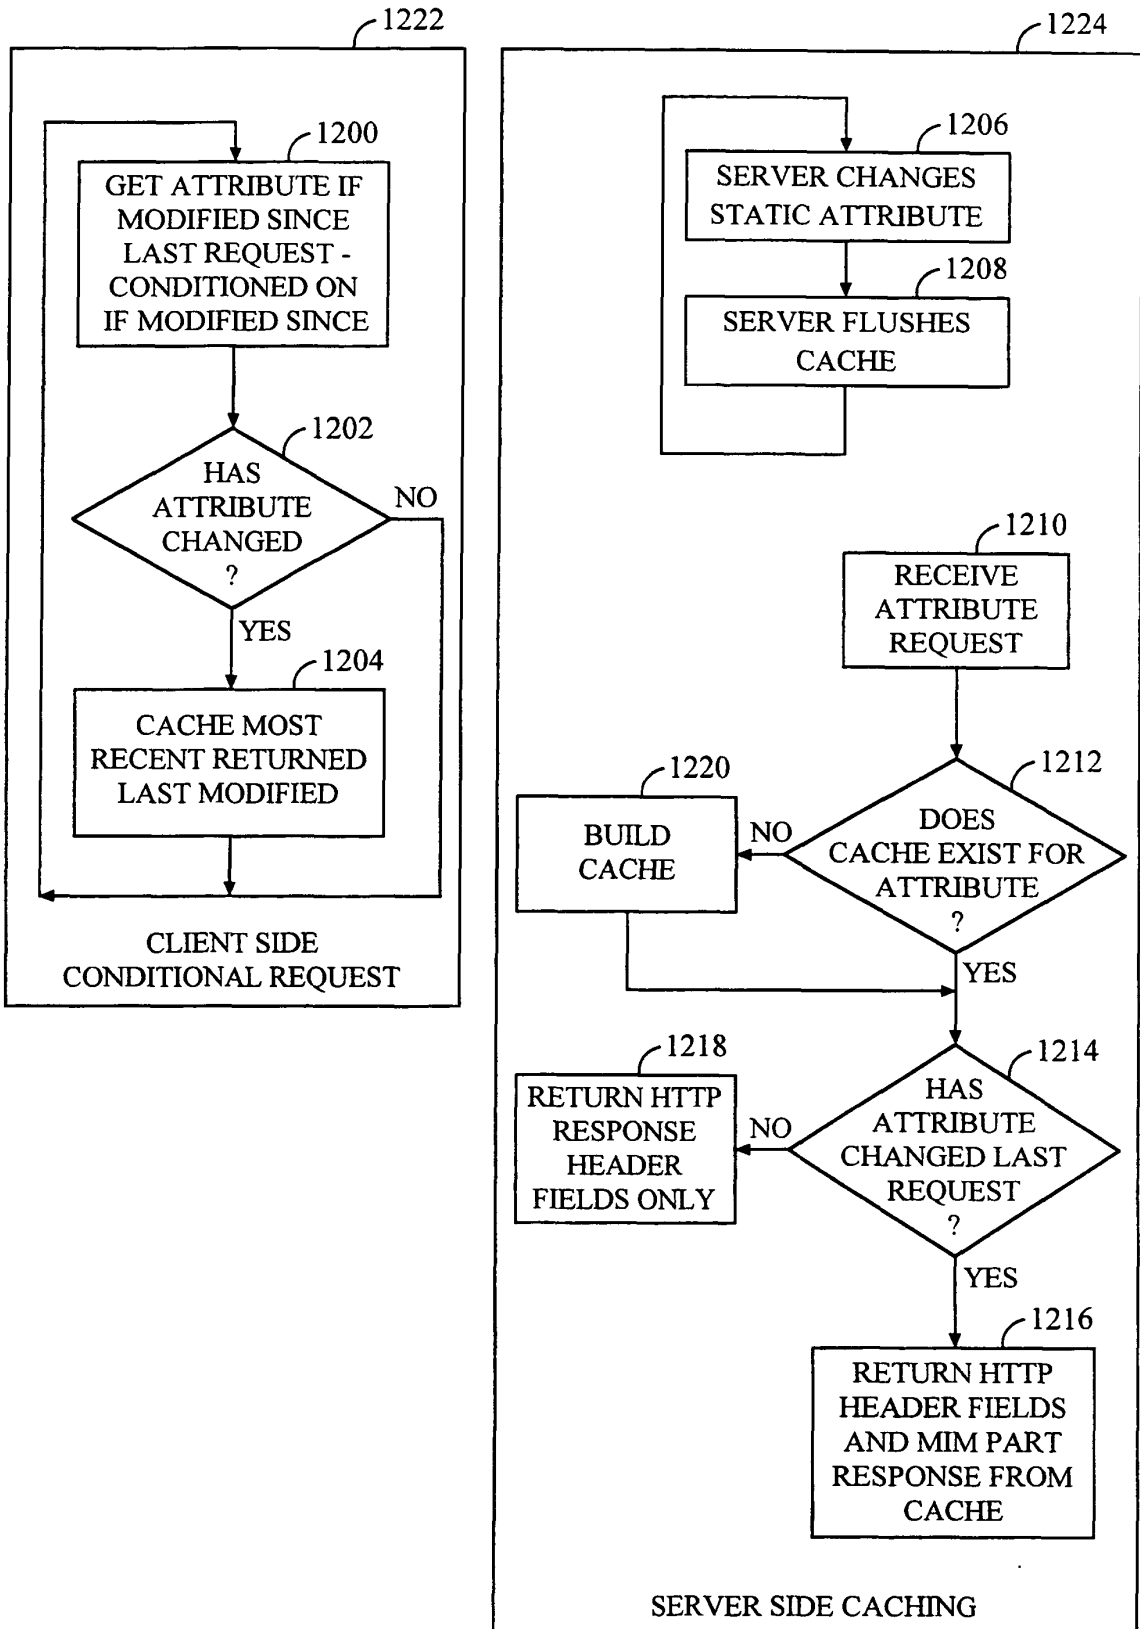 1222
1200
GET ATTRIBUTE IF
MODIFIED SINCE
LAST REQUEST -
CONDITIONED ON
IF MODIFIED SINCE
1202
HAS
ATTRIBUTE
CHANGED
?
NO
YES
1204
CACHE MOST
RECENT RETURNED
LAST MODIFIED
CLIENT SIDE
CONDITIONAL REQUEST
1224
1206
SERVER CHANGES
STATIC ATTRIBUTE
1208
SERVER FLUSHES
CACHE
1210
RECEIVE
ATTRIBUTE
REQUEST
1212
DOES
CACHE EXIST FOR
ATTRIBUTE
?
NO
1220
BUILD
CACHE
YES
1214
HAS
ATTRIBUTE
CHANGED LAST
REQUEST
?
NO
1218
RETURN HTTP
RESPONSE
HEADER
FIELDS ONLY
YES
1216
RETURN HTTP
HEADER FIELDS
AND MIM PART
RESPONSE FROM
CACHE
SERVER SIDE CACHING